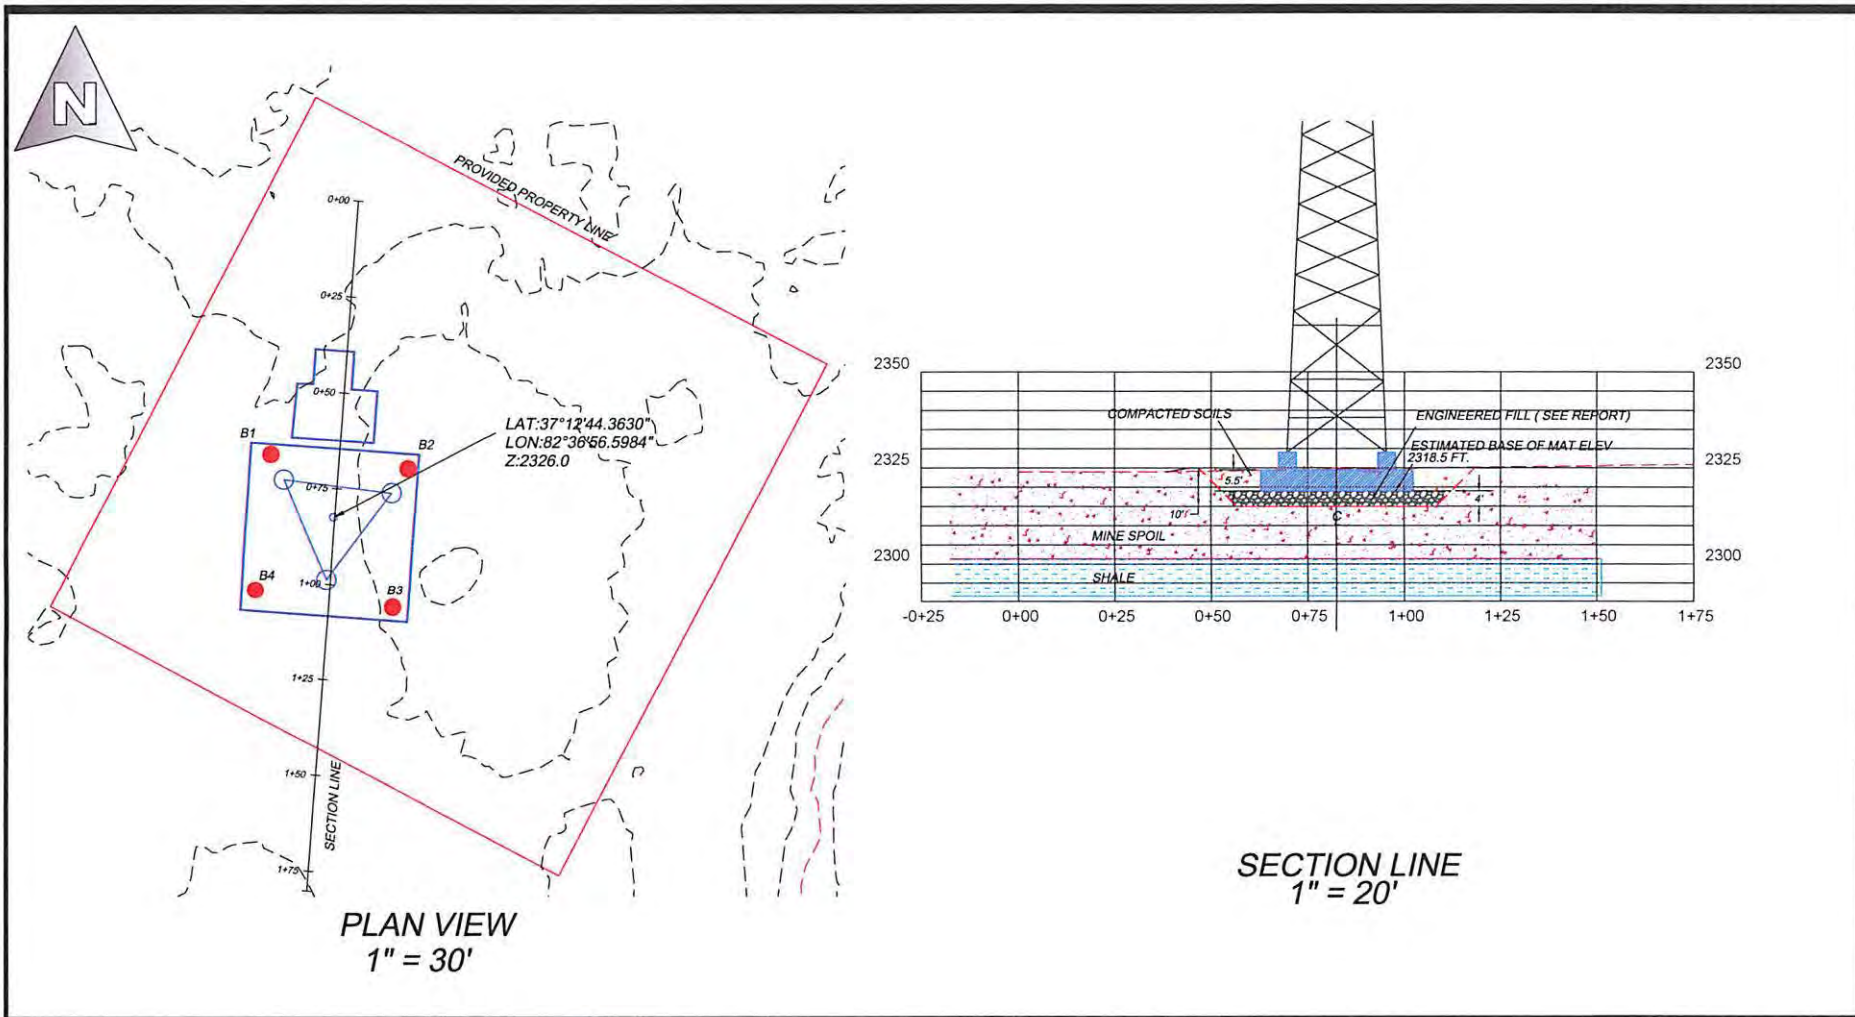 N
PROVIDED PROPERTY LINE
0+00
0+25
0+50
LAT:37°12'44.3630"
LON:82°36'56.5984"
Z:2326.0
B1
B2
0+75
B4
1+00
B3
1+25
1+50
SECTION LINE
1+75
PLAN VIEW
1" = 30'
2350
2350
COMPACTED SOILS
ENGINEERED FILL ( SEE REPORT)
ESTIMATED BASE OF MAT ELEV
2318.5 FT.
2325
2325
5.5'
4'
10'
C
MINE SPOIL
2300
2300
SHALE
-0+25
0+00
0+25
0+50
0+75
1+00
1+25
1+50
1+75
SECTION LINE
1" = 20'